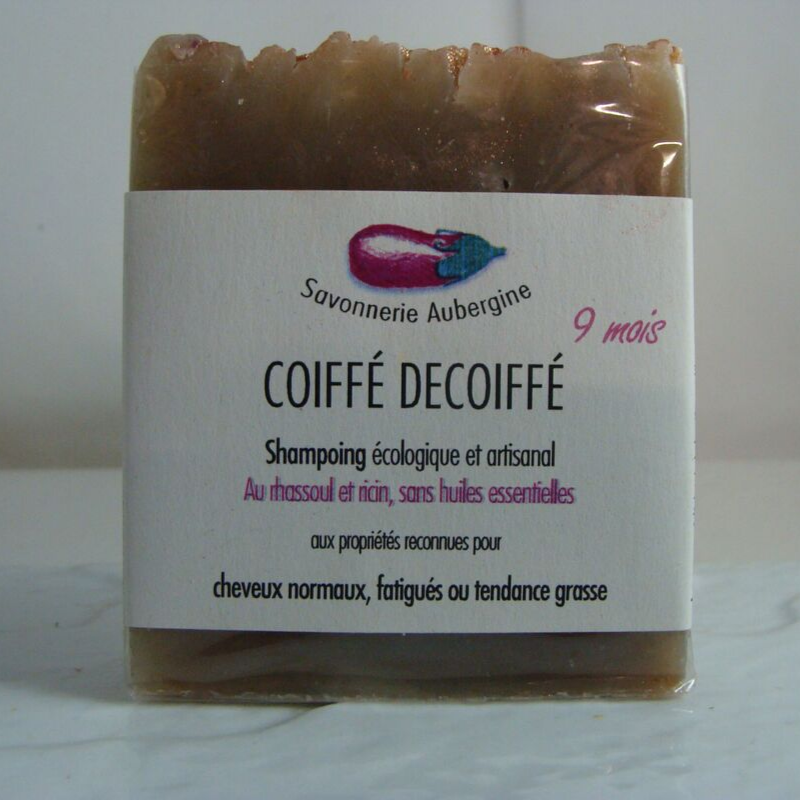 Savonnerie Aubergine
9 mois
COIFFÉ DECOIFFÉ
Shampoing écologique et artisanal
Au rhassoul et ricin, sans huiles essentielles
aux propriétés reconnues pour
cheveux normaux, fatigués ou tendance grasse